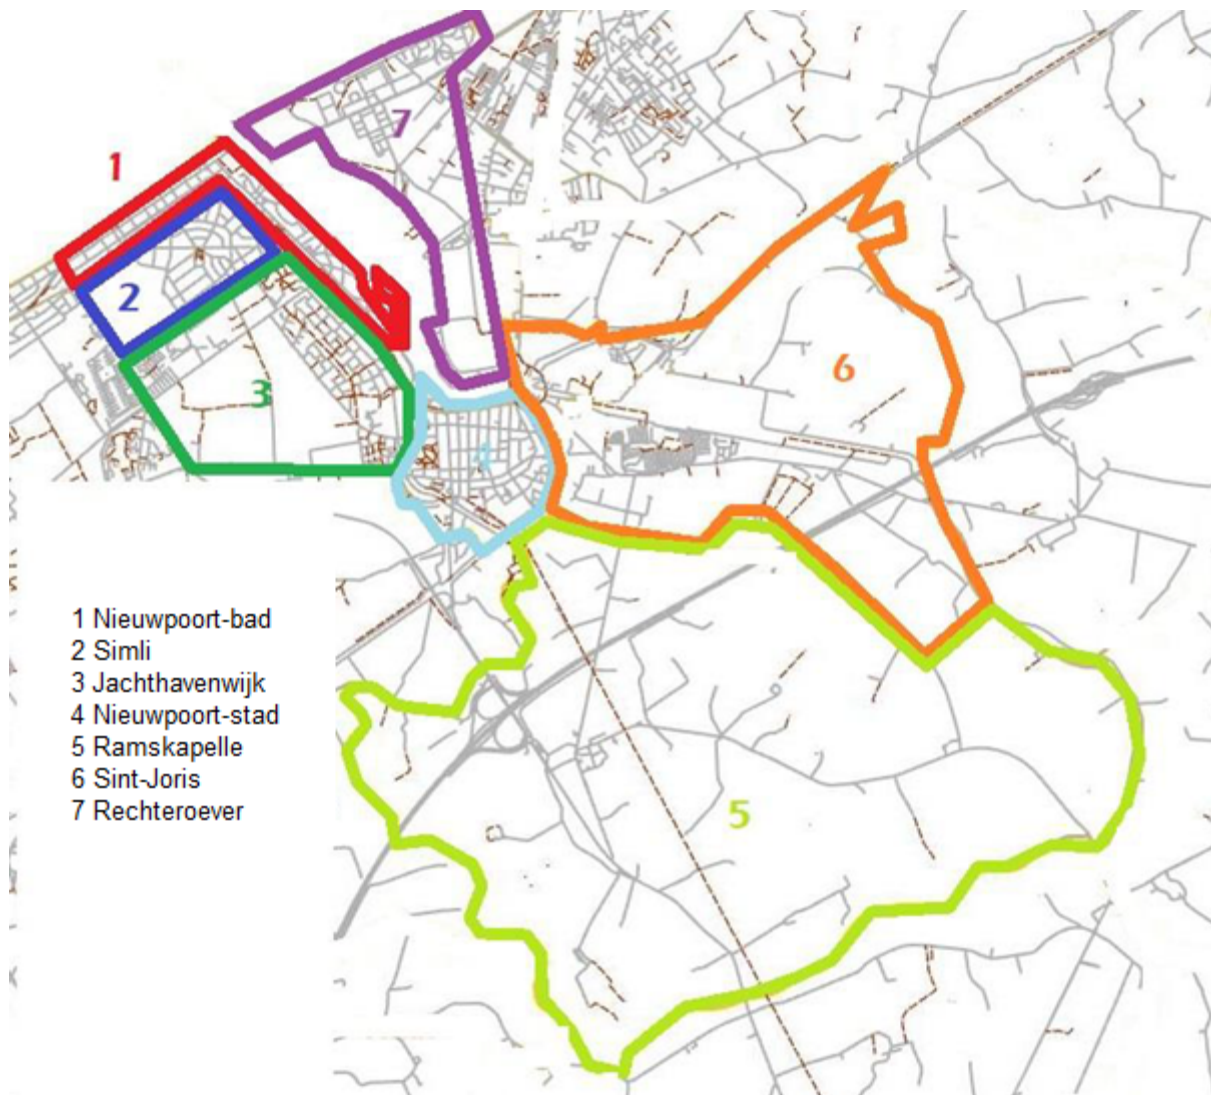 7
1
2
6
3
4
1 Nieuwpoort-bad
2 Simli
3 Jachthavenwijk
4 Nieuwpoort-stad
5 Ramskapelle
6 Sint-Joris
7 Rechteroever
5